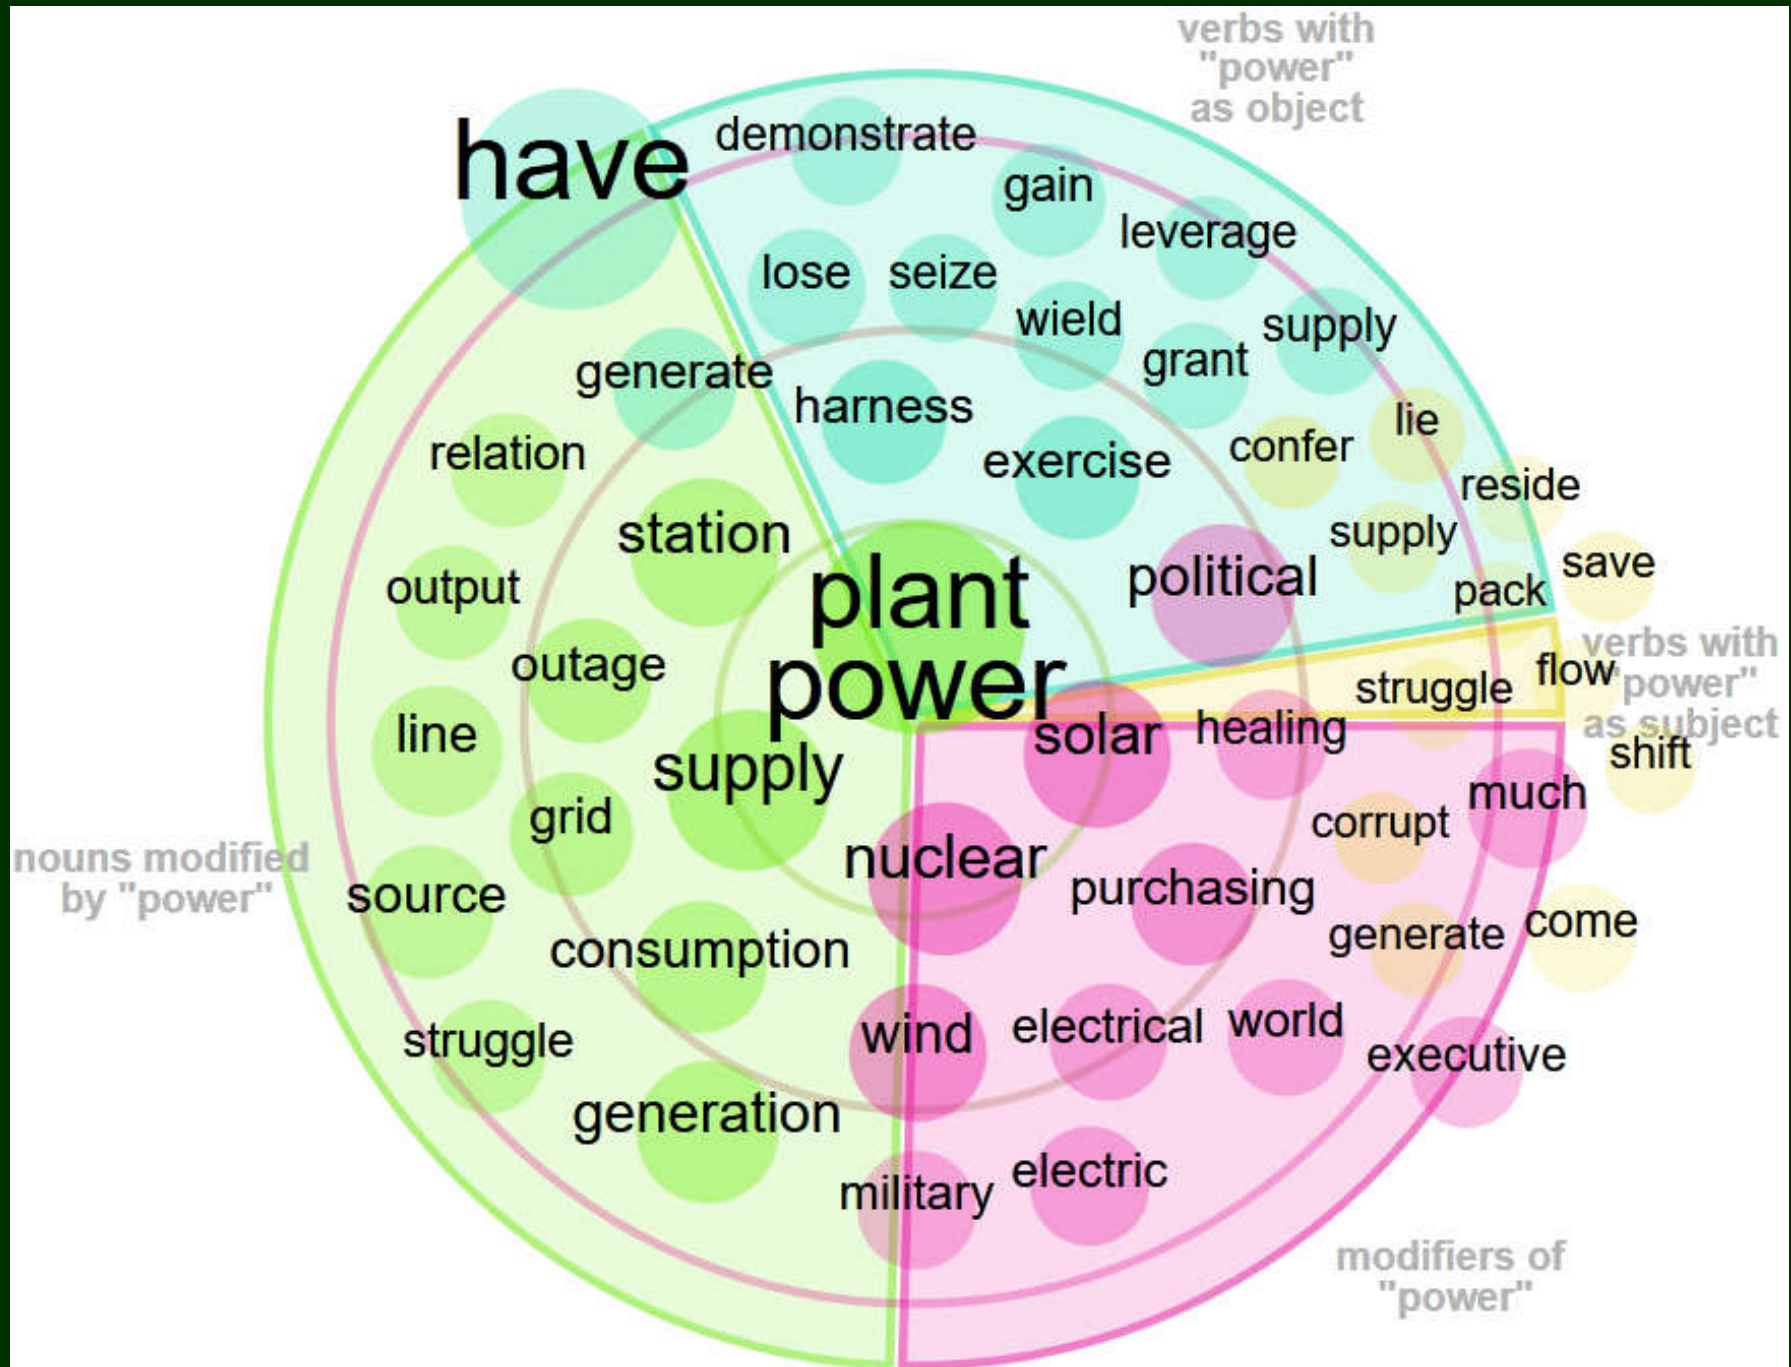 verbs with
"power"
as object
have
demonstrate
gain
leverage
lose
seize
wield
supply
grant
generate
harness
lie
relation
exercise
confer
reside
station
supply
save
output
plant
political
pack
outage
power
struggle
flow
verbs with
"power"
as subject
line
supply
solar
healing
shift
grid
much
nouns modified
by "power"
nuclear
corrupt
source
purchasing
consumption
generate
come
struggle
wind
electrical
world
executive
generation
military
electric
modifiers of
"power"